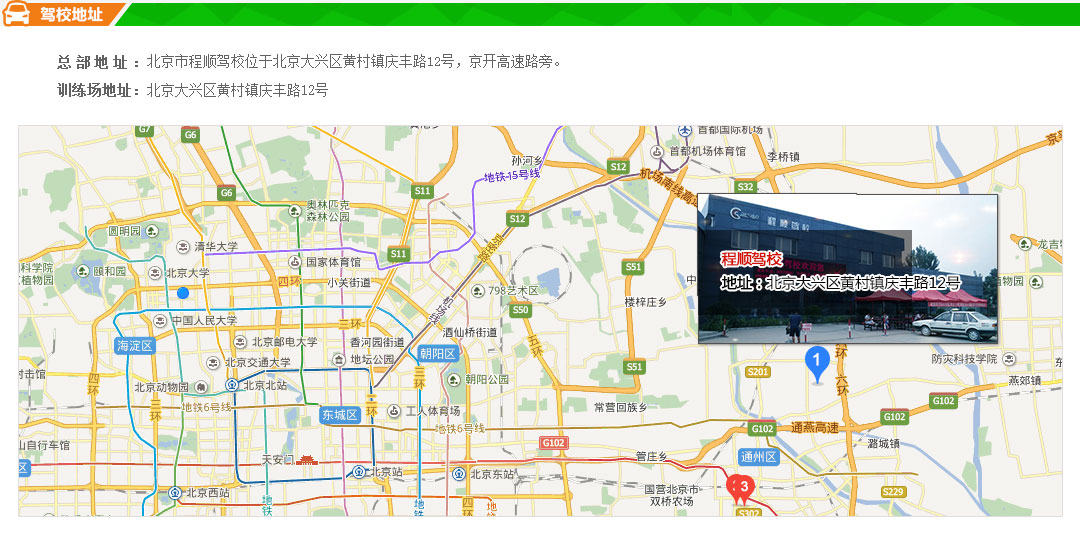 驾校地址
总 部 地 址 ： 北京市程顺驾校位于北京大兴区黄村镇庆丰路12号，京开高速路旁。
训练场地址： 北京大兴区黄村镇庆丰路12号
G7
G6
首都国际机场
京
孙河乡
首都机场体育馆
李桥镇
S12
地铁15号线
机场南线高速
S32
G6
S11
奥林匹克
森林公园
S12
圆明园
清华大学
京承高速
S11
国家体育馆
程顺驾校
地址：北京大兴区黄村镇庆丰路12号
S51
科学院
植物园
颐和园
北京大学
四环
小关街道
798艺术区
楼梓庄乡
S50
中国人民大学
三环
酒仙桥街道
五环
海淀区
北京邮电大学
香河园街道
朝阳区
地坛公园
北京交通大学
1
六环
防灾科技学院
S51
S201
四环
三环
北京动物园
北京北站
二环
三环
朝阳公园
燕郊镇
地铁6号线
东城区
工人体育场
常营回族乡
G102
G102
地铁6号线
G102
通燕高速
潞城镇
山自行车馆
天安门
管庄乡
通州区
区
北京站
北京东站
北京西站
地铁
地铁
四环
地铁
国营北京市
双桥农场
3
S229
S302